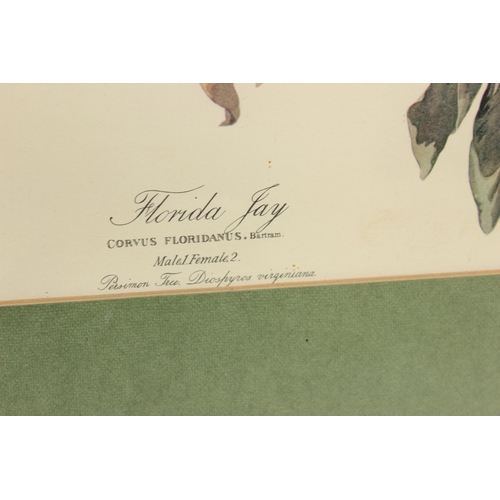 Florida Jay
CORVUS FLORIDANUS. Bartram.
Male.1 Female.2.
Persimon Tree. Diospyros virginiana.